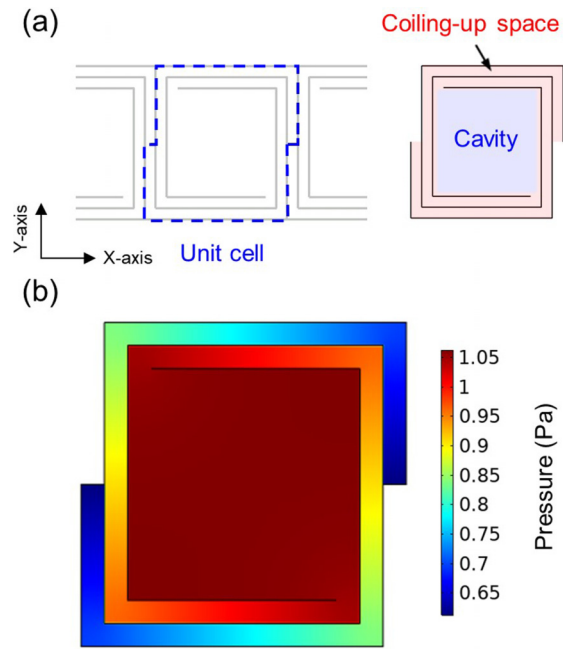 (a)
Coiling-up space
Cavity
Y-axis
X-axis
Unit cell
(b)
1.05
1
0.95
0.9
0.85
0.8
0.75
0.7
0.65
Pressure (Pa)